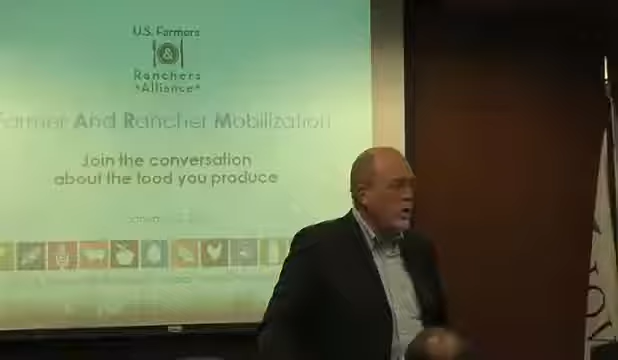 U.S. Farmers
&
Ranchers
•Alliance•
Farmer And Rancher Mobilization
Join the conversation
about the food you produce